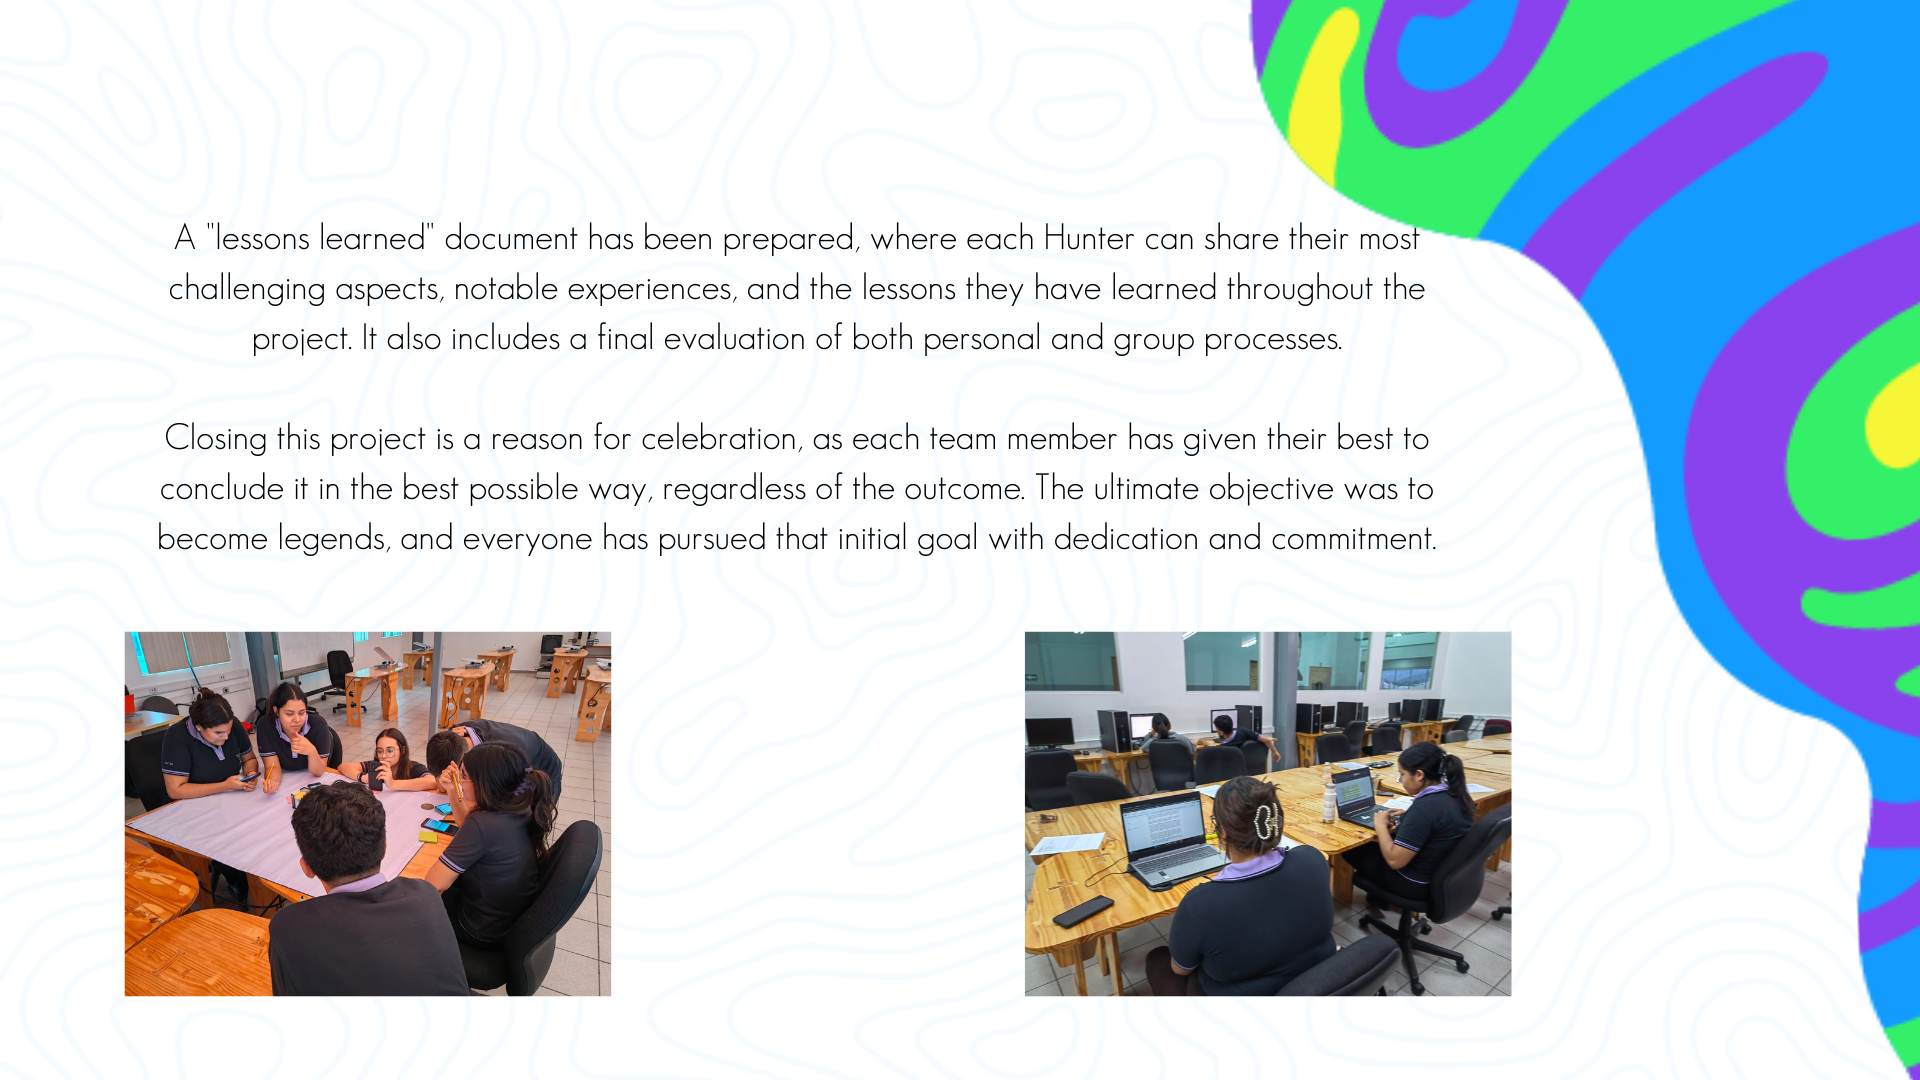 A "lessons learned" document has been prepared, where each Hunter can share their most
challenging aspects, notable experiences, and the lessons they have learned throughout the
project. It also includes a final evaluation of both personal and group processes.
Closing this project is a reason for celebration, as each team member has given their best to
conclude it in the best possible way, regardless of the outcome. The ultimate objective was to
become legends, and everyone has pursued that initial goal with dedication and commitment.